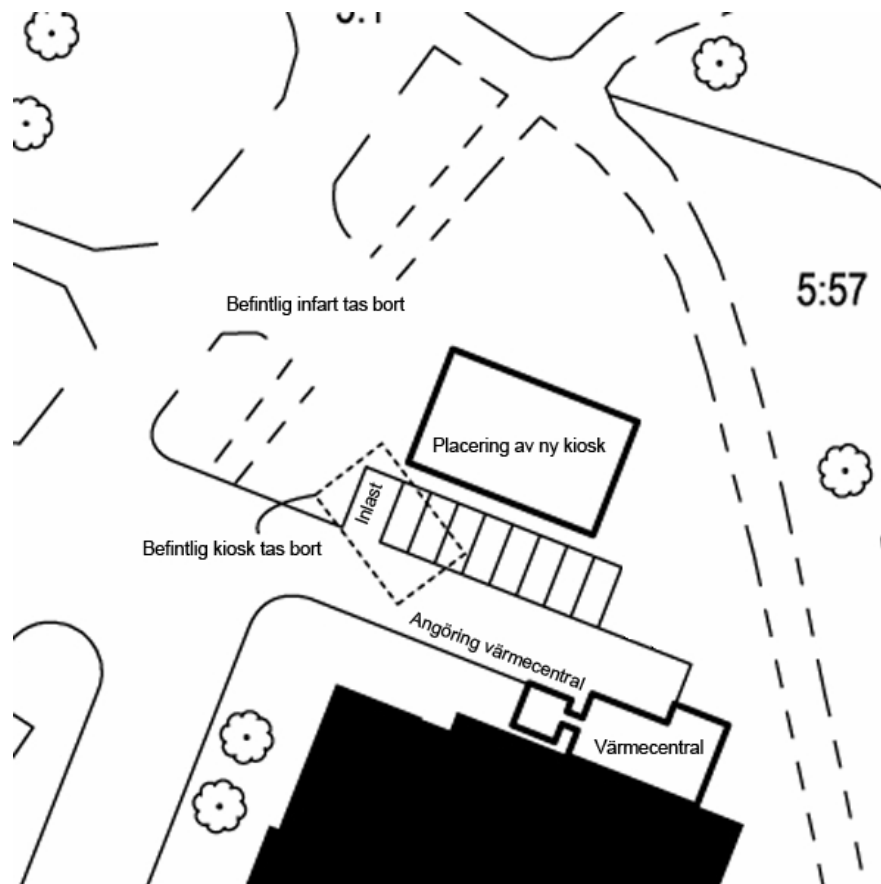 5:57
Befintlig infart tas bort
Placering av ny kiosk
Inlast
Befintlig kiosk tas bort
Angöring värmecentral
Värmecentral